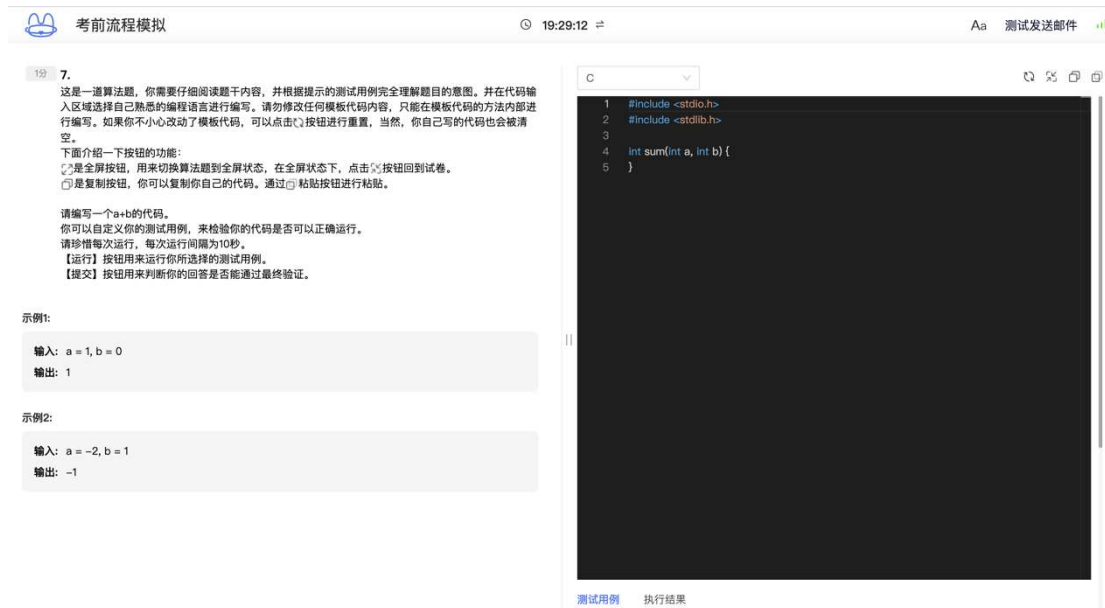 考前流程模拟
19:29:12
Aa 测试发送邮件
1分 7.
这是一道算法题，你需要仔细阅读题干内容，并根据提示的测试用例完全理解题目的意图。并在代码输
入区域选择自己熟悉的编程语言进行编写。请勿修改任何模板代码内容，只能在模板代码的方法内部进
行编写。如果你不小心改动了模板代码，可以点击按钮进行重置，当然，你自己写的代码也会被清
空。
下面介绍一下按钮的功能：
是全屏按钮，用来切换算法题到全屏状态，在全屏状态下，点击按钮回到试卷。
是复制按钮，你可以复制你自己的代码。通过粘贴按钮进行粘贴。
请编写一个a+b的代码。
你可以自定义你的测试用例，来检验你的代码是否可以正确运行。
请珍惜每次运行，每次运行间隔为10秒。
【运行】按钮用来运行你所选择的测试用例。
【提交】按钮用来判断你的回答是否能通过最终验证。
示例1:
输入: a = 1, b = 0
输出: 1
示例2:
输入: a = -2, b = 1
输出: -1
C
1 #include <stdio.h>
2 #include <stdlib.h>
3
4 int sum(int a, int b) {
5 }
测试用例 执行结果